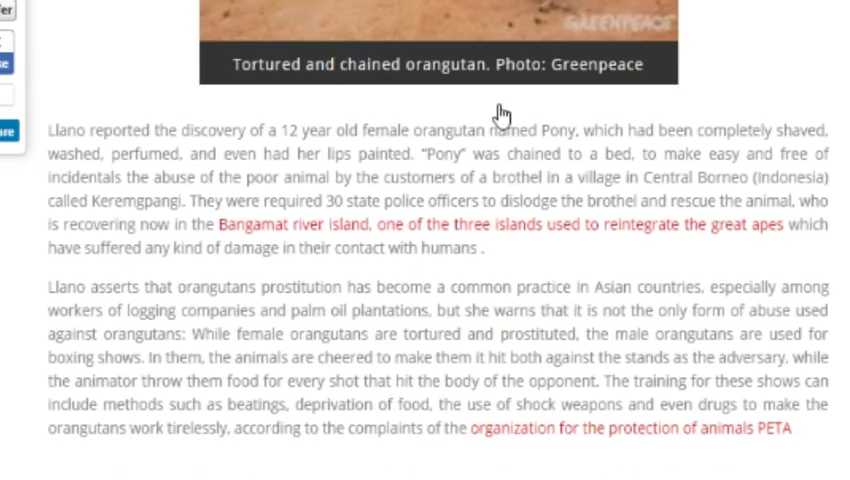 er
GREENPEACE
Tortured and chained orangutan. Photo: Greenpeace
Llano reported the discovery of a 12 year old female orangutan named Pony, which had been completely shaved,
washed, perfumed, and even had her lips painted. “Pony” was chained to a bed, to make easy and free of
incidentals the abuse of the poor animal by the customers of a brothel in a village in Central Borneo (Indonesia)
called Keremgpangi. They were required 30 state police officers to dislodge the brothel and rescue the animal, who
is recovering now in the Bangamat river island, one of the three islands used to reintegrate the great apes which
have suffered any kind of damage in their contact with humans .
Llano asserts that orangutans prostitution has become a common practice in Asian countries, especially among
workers of logging companies and palm oil plantations, but she warns that it is not the only form of abuse used
against orangutans: While female orangutans are tortured and prostituted, the male orangutans are used for
boxing shows. In them, the animals are cheered to make them it hit both against the stands as the adversary, while
the animator throw them food for every shot that hit the body of the opponent. The training for these shows can
include methods such as beatings, deprivation of food, the use of shock weapons and even drugs to make the
orangutans work tirelessly, according to the complaints of the organization for the protection of animals PETA
are